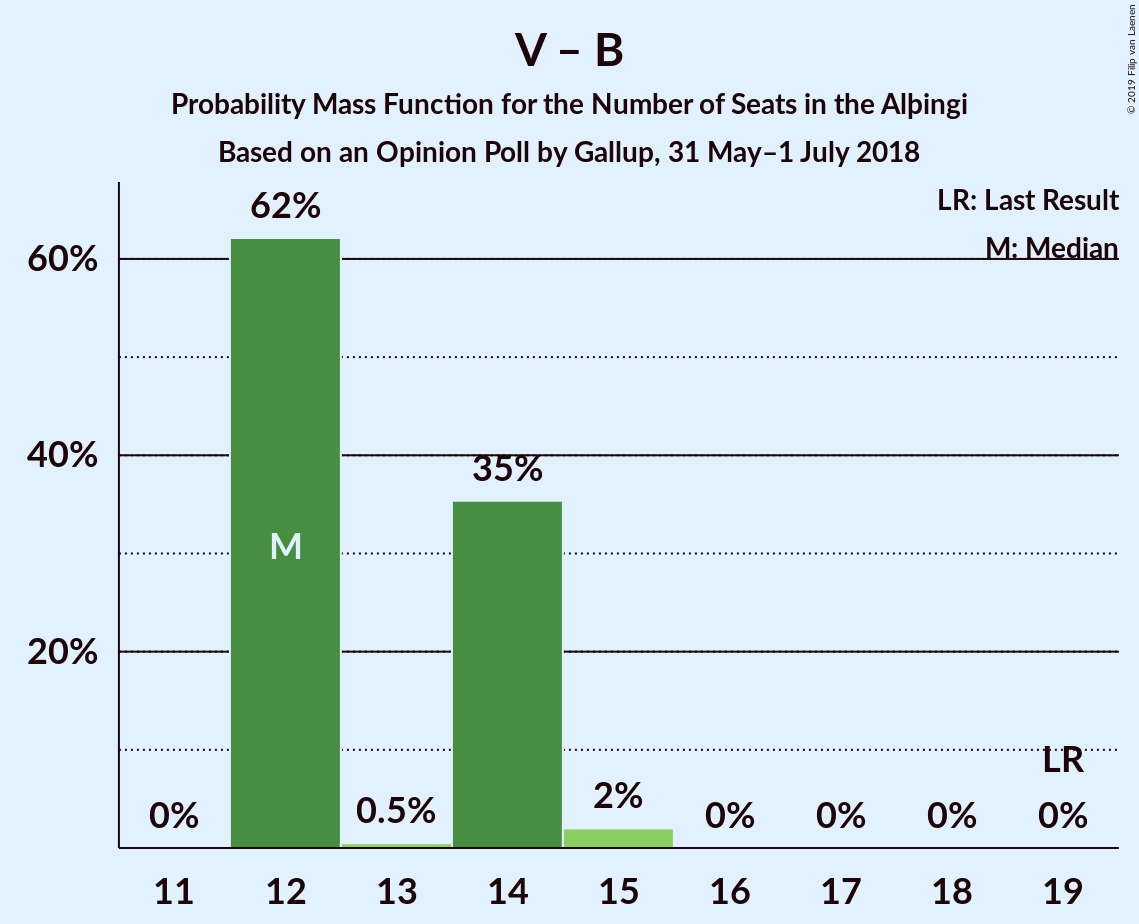 V – B
Probability Mass Function for the Number of Seats in the Alþingi
Based on an Opinion Poll by Gallup, 31 May–1 July 2018
© 2019 Filip van Laenen
LR: Last Result
M: Median
60%
40%
20%
62%
M
35%
0%
0.5%
2%
0%
0%
0%
LR
0%
11 12 13 14 15 16 17 18 19